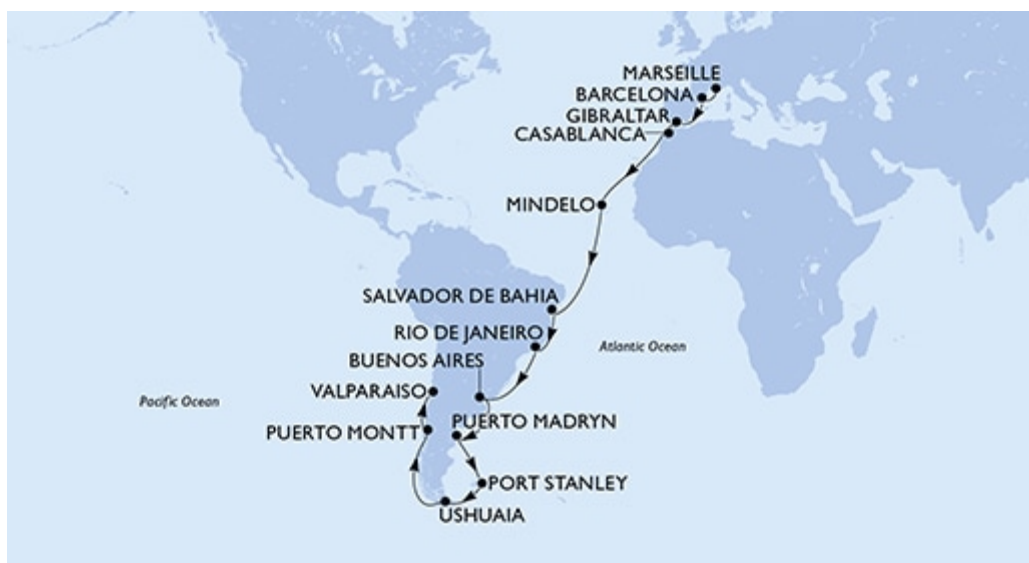 MARSEILLE
BARCELONA
GIBRALTAR
CASABLANCA
MINDELO
SALVADOR DE BAHIA
RIO DE JANEIRO
Atlantic Ocean
BUENOS AIRES
VALPARAISO
Pacific Ocean
PUERTO MADRYN
PUERTO MONTT
PORT STANLEY
USHUAIA